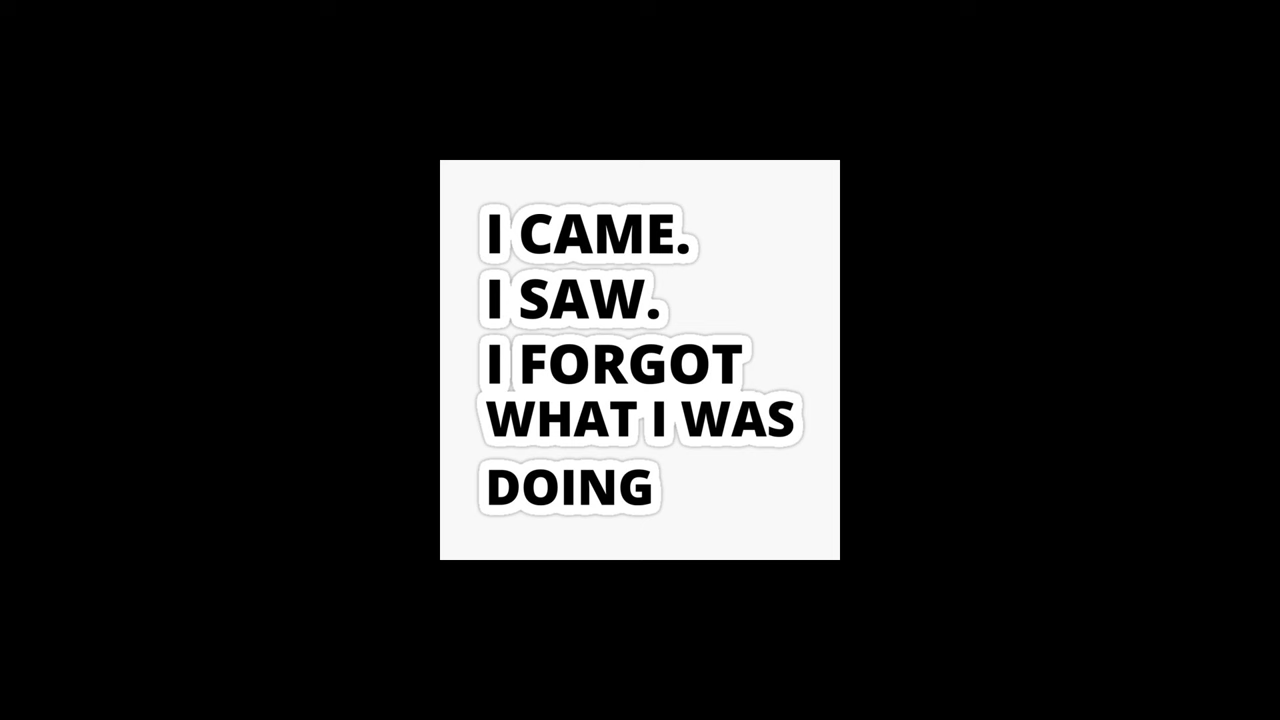 I CAME.
I SAW.
I FORGOT
WHAT I WAS
DOING